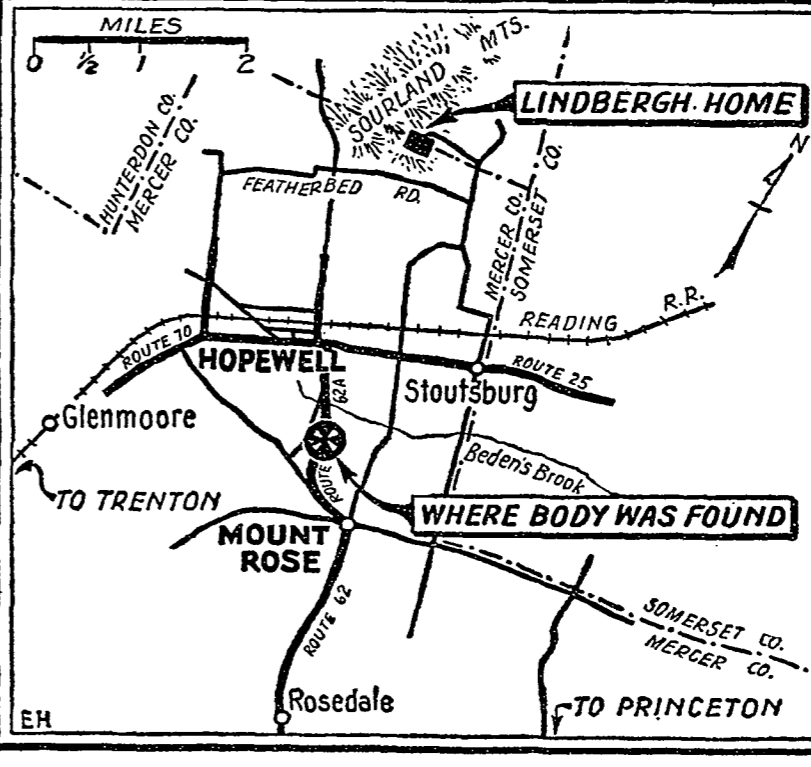 MILES
0 ½ 1 2
SOURLAND MTS.
LINDBERGH HOME
HUNTERDON CO.
MERCER CO.
FEATHERBED RD.
MERCER CO.
SOMERSET CO.
N
READING R.R.
ROUTE 70
HOPEWELL
ROUTE 25
Stoutsburg
62A
Glenmoore
ROUTE
Beden's Brook
TO TRENTON
WHERE BODY WAS FOUND
MOUNT
ROSE
ROUTE 62
SOMERSET CO.
MERCER CO.
Rosedale
TO PRINCETON
EH